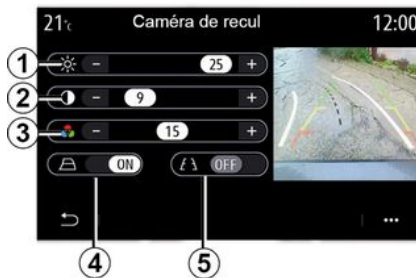 21°c Caméra de recul 12:00
1 - 25 +
2 - 9 +
3 - 15 +
ON OFF
4 5